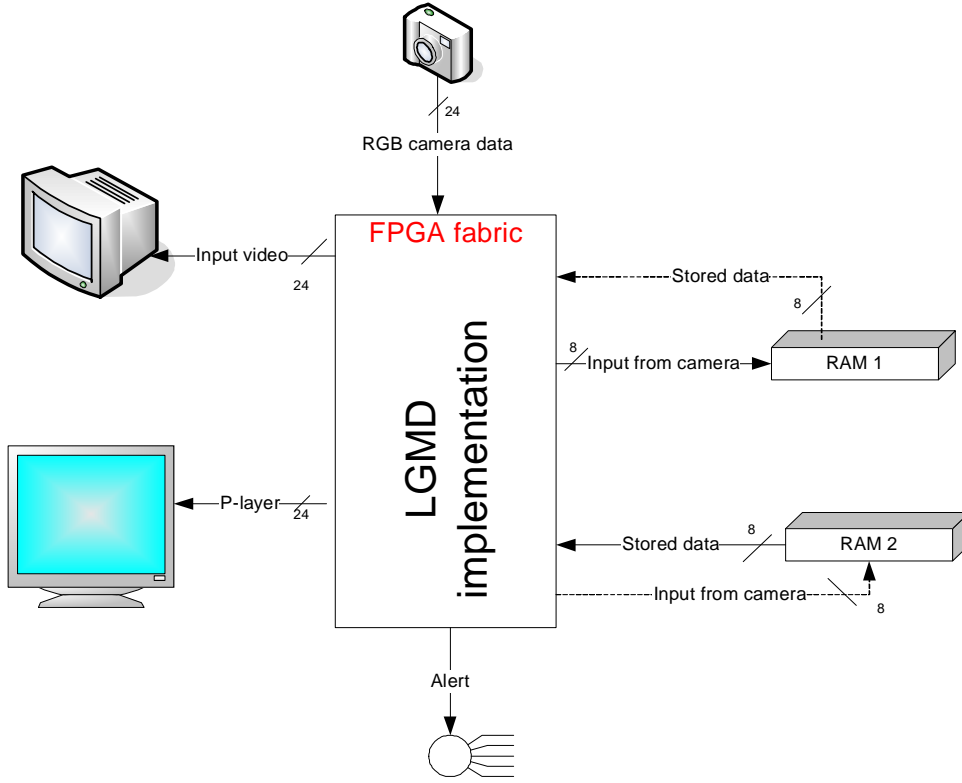 24
RGB camera data
FPGA fabric
Input video
24
Stored data
8
8
Input from camera
RAM 1
LGMD
implementation
P-layer
24
Stored data
8
RAM 2
Input from camera
8
Alert